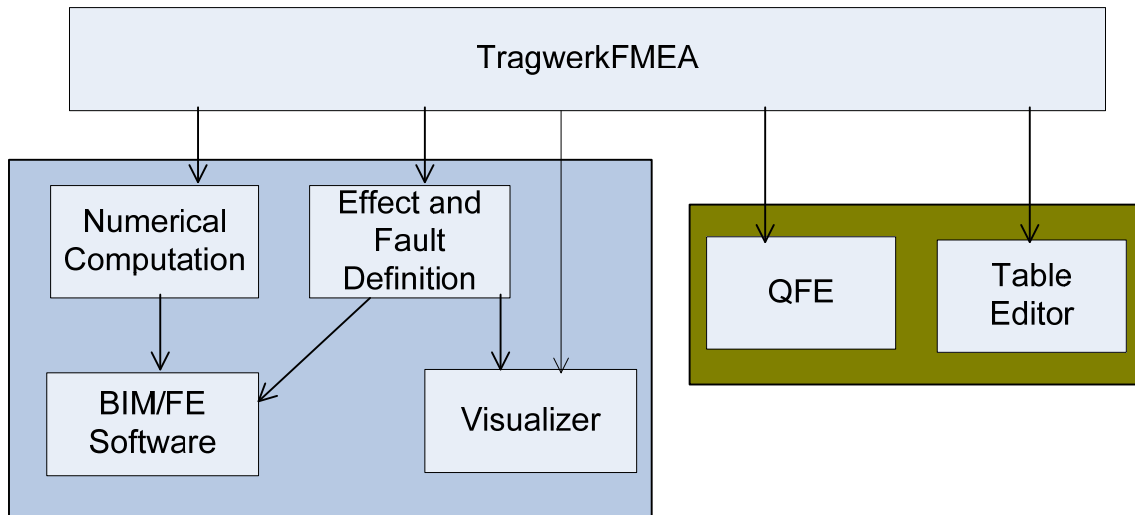 TragwerkFMEA
Numerical
Computation
Effect and
Fault
Definition
QFE
Table
Editor
BIM/FE
Software
Visualizer